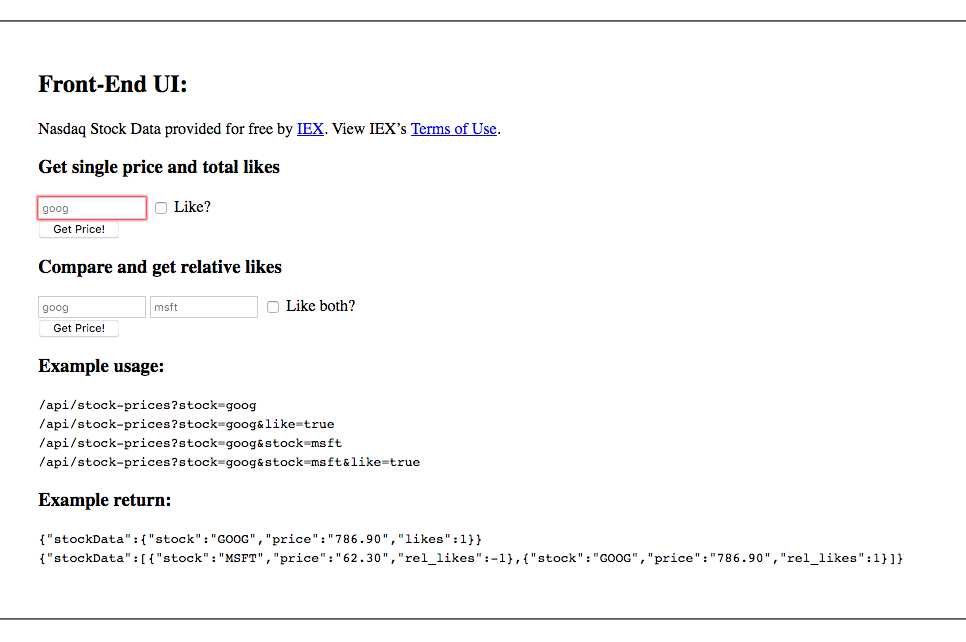 Front-End UI:
Nasdaq Stock Data provided for free by IEX. View IEX’s Terms of Use.
Get single price and total likes
goog Like?
Get Price!
Compare and get relative likes
goog msft Like both?
Get Price!
Example usage:
/api/stock-prices?stock=goog
/api/stock-prices?stock=goog&like=true
/api/stock-prices?stock=goog&stock=msft
/api/stock-prices?stock=goog&stock=msft&like=true
Example return:
{"stockData":{"stock":"GOOG","price":"786.90","likes":1}}
{"stockData":[{"stock":"MSFT","price":"62.30","rel_likes":-1},{"stock":"GOOG","price":"786.90","rel_likes":1}]}